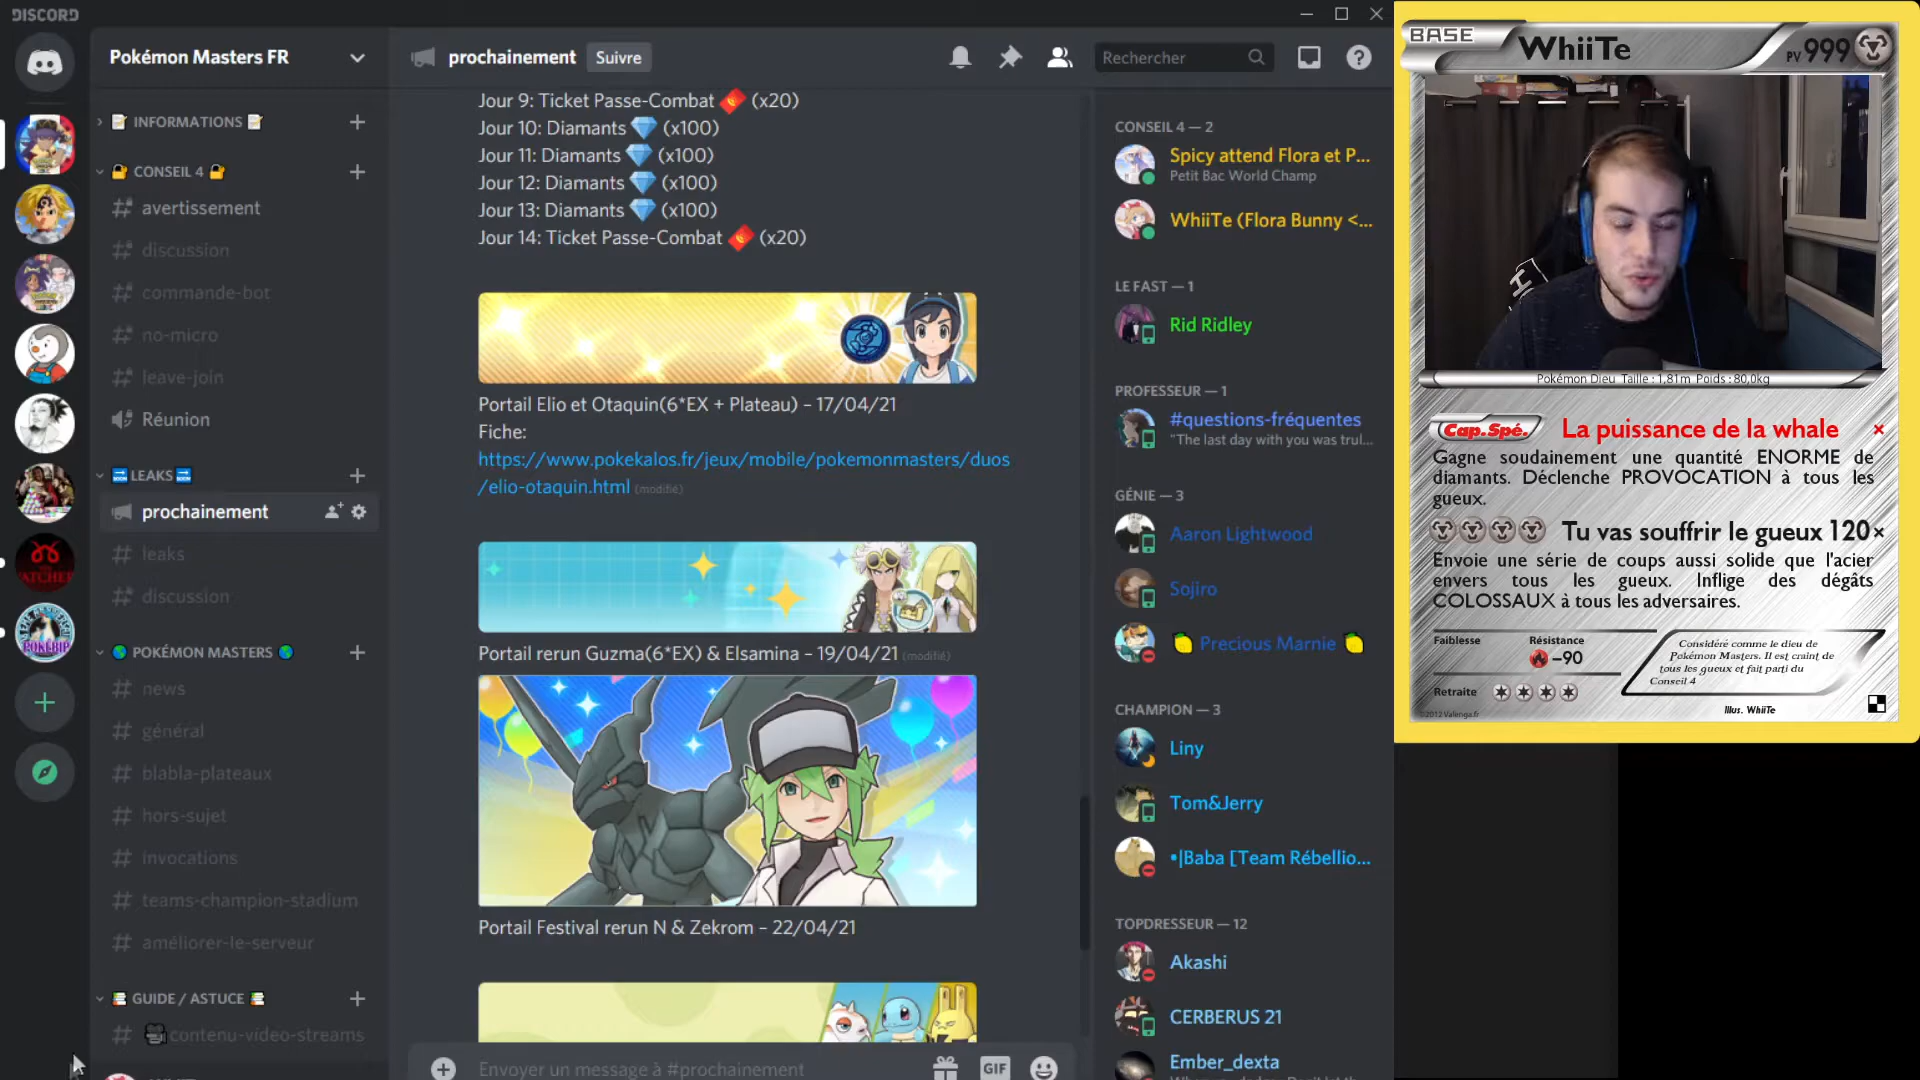 DISCORD
Pokémon Masters FR
INFORMATIONS
CONSEIL 4
avertissement
discussion
commande-bot
no-micro
leave-join
Réunion
LEAKS
prochainement
leaks
discussion
POKÉMON MASTERS
news
général
blabla-plateaux
hors-sujet
invocations
teams-champion-stadium
améliorer-le-serveur
GUIDE / ASTUCE
contenu-video-streams
POKÉBIP
prochainement
Suivre
Rechercher
Jour 9: Ticket Passe-Combat (x20)
Jour 10: Diamants (x100)
Jour 11: Diamants (x100)
Jour 12: Diamants (x100)
Jour 13: Diamants (x100)
Jour 14: Ticket Passe-Combat (x20)
Portail Elio et Otaquin(6*EX + Plateau) – 17/04/21
Fiche:
https://www.pokekalos.fr/jeux/mobile/pokemonmasters/duos
/elio-otaquin.html (modifié)
Portail rerun Guzma(6*EX) & Elsamina – 19/04/21 (modifié)
Portail Festival rerun N & Zekrom – 22/04/21
Envoyer un message à #prochainement
GIF
CONSEIL 4 — 2
Spicy attend Flora et P...
Petit Bac World Champ
WhiiTe (Flora Bunny <...
LE FAST — 1
Rid Ridley
PROFESSEUR — 1
#questions-fréquentes
"The last day with you was trul...
GÉNIE — 3
Aaron Lightwood
Sojiro
Precious Marnie
CHAMPION — 3
Liny
Tom&Jerry
•|Baba [Team Rébellio...
TOPDRESSEUR — 12
Akashi
CERBERUS 21
Ember_dexta
BASE
WhiiTe
PV 999
Pokémon Dieu Taille : 1,81m Poids : 80,0kg
Cap.Spé.
La puissance de la whale ×
Gagne soudainement une quantité ENORME de
diamants. Déclenche PROVOCATION à tous les
gueux.
Tu vas souffrir le gueux 120×
Envoie une série de coups aussi solide que l'acier
envers tous les gueux. Inflige des dégâts
COLOSSAUX à tous les adversaires.
Faiblesse
Résistance
-90
Retraite
Considéré comme le dieu de
Pokémon Masters. Il est craint de
tous les gueux et fait parti du
Conseil 4
Illus. WhiiTe
©2012 Valenga.fr